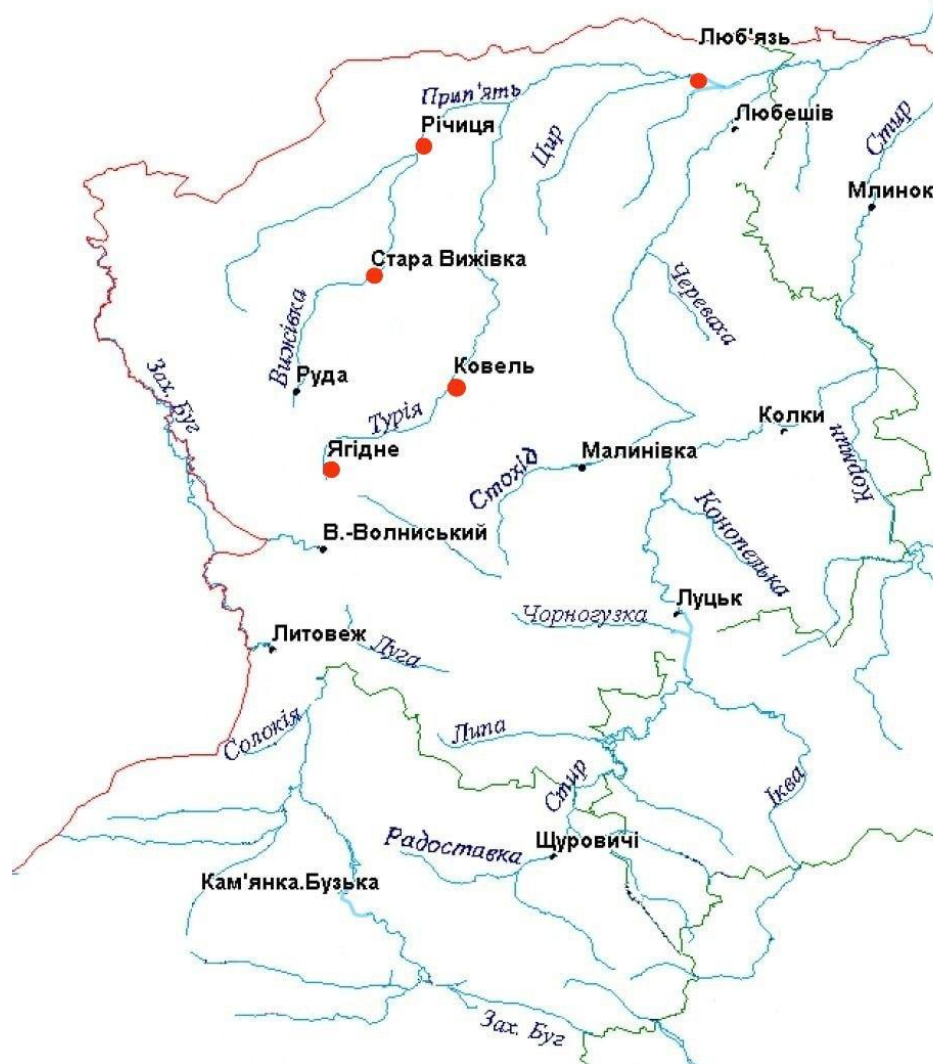 Люб'язь
Прип'ять
Любешів
Річиця
Цир
Стир
Млинок
Стара Вижівка
Череваха
Вижівка
Руда
Ковель
Зах. Буг
Турія
Колки
Ягідне
Малинівка
Кормин
Стохід
В.-Волниський
Конопелька
Луцьк
Чорногузка
Литовеж
Луга
Солокія
Липа
Стир
Іква
Щуровичі
Радоставка
Кам'янка.Бузька
Зах. Буг